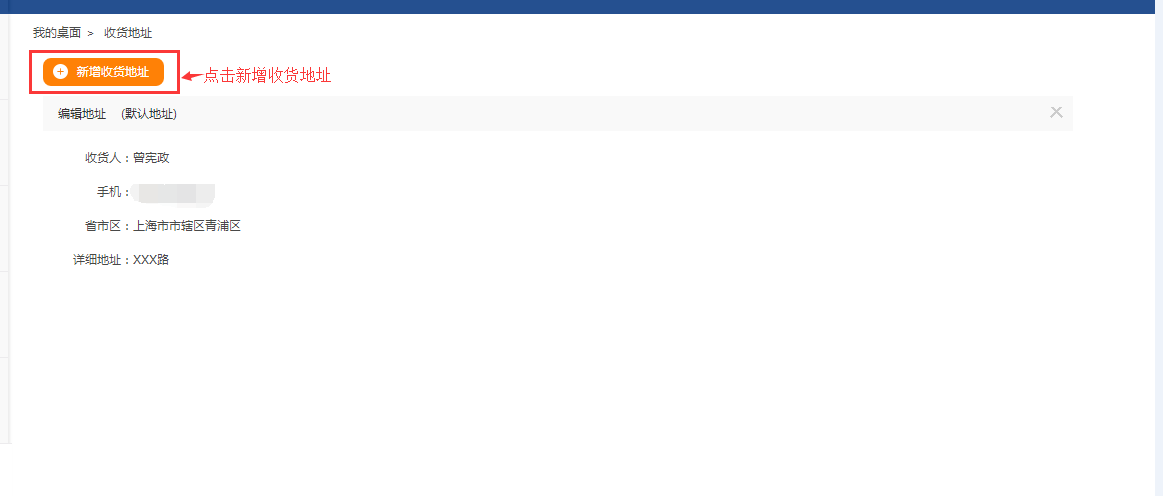 我的桌面 > 收货地址
新增收货地址
点击新增收货地址
编辑地址 (默认地址)
收货人：曾宪政
手机：
省市区：上海市市辖区青浦区
详细地址：XXX路